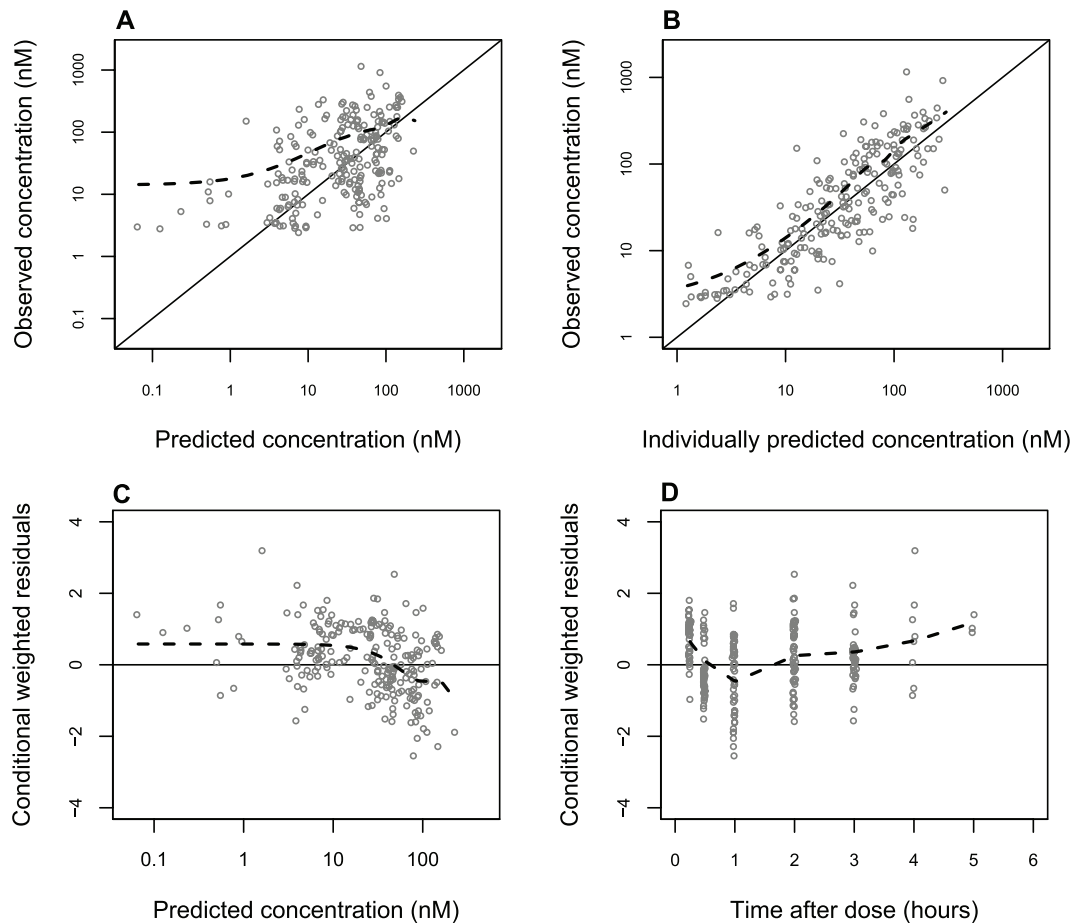 A
Observed concentration (nM)
1000
100
10
1
0.1
0.1 1 10 100 1000
Predicted concentration (nM)
B
Observed concentration (nM)
1000
100
10
1
1 10 100 1000
Individually predicted concentration (nM)
C
Conditional weighted residuals
4
2
0
−2
−4
0.1 1 10 100
Predicted concentration (nM)
D
Conditional weighted residuals
4
2
0
−2
−4
0 1 2 3 4 5 6
Time after dose (hours)